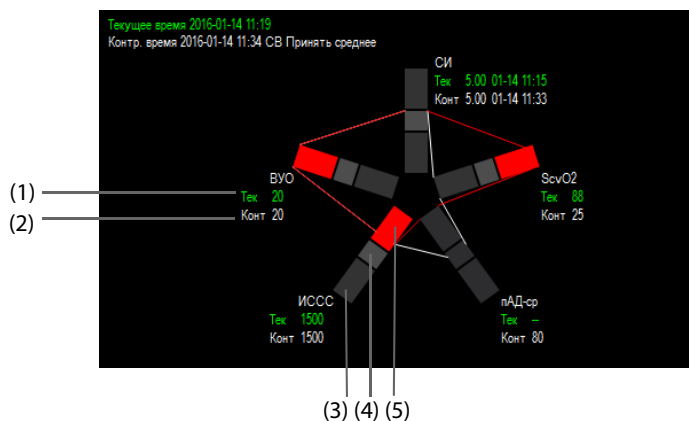 Текущее время 2016-01-14 11:19
Контр. время 2016-01-14 11:34 СВ Принять среднее
СИ
Тек 5.00 01-14 11:15
Конт 5.00 01-14 11:33
ВУО
Тек 20
Конт 20
ScvO2
Тек 88
Конт 25
ИССС
Тек 1500
Конт 1500
пАД-ср
Тек --
Конт 80
(1)
(2)
(3) (4) (5)